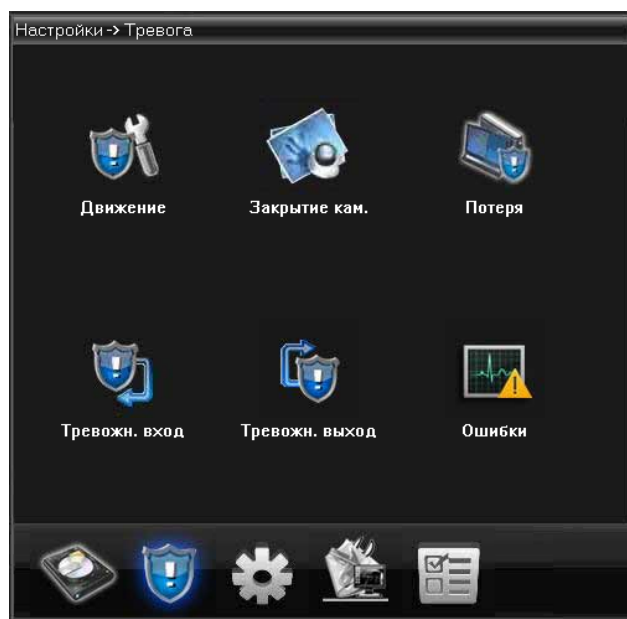 Настройки-> Тревога
Движение
Закрытие кам.
Потеря
Тревожн. вход
Тревожн. выход
Ошибки